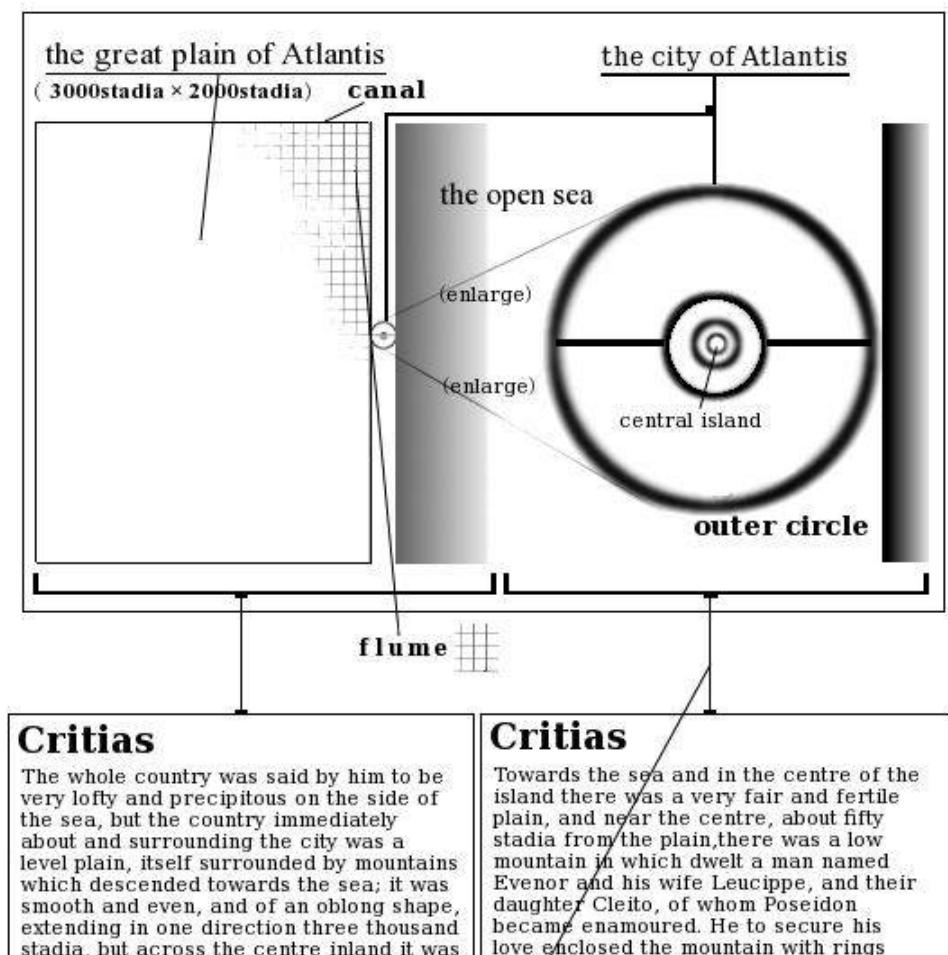 the great plain of Atlantis
( 3000stadia × 2000stadia)
canal
the city of Atlantis
the open sea
(enlarge)
(enlarge)
central island
outer circle
flume
Critias
The whole country was said by him to be
very lofty and precipitous on the side of
the sea, but the country immediately
about and surrounding the city was a
level plain, itself surrounded by mountains
which descended towards the sea; it was
smooth and even, and of an oblong shape,
extending in one direction three thousand
stadia, but across the centre inland it was
Critias
Towards the sea and in the centre of the
island there was a very fair and fertile
plain, and near the centre, about fifty
stadia from the plain,there was a low
mountain in which dwelt a man named
Evenor and his wife Leucippe, and their
daughter Cleito, of whom Poseidon
became enamoured. He to secure his
love enclosed the mountain with rings